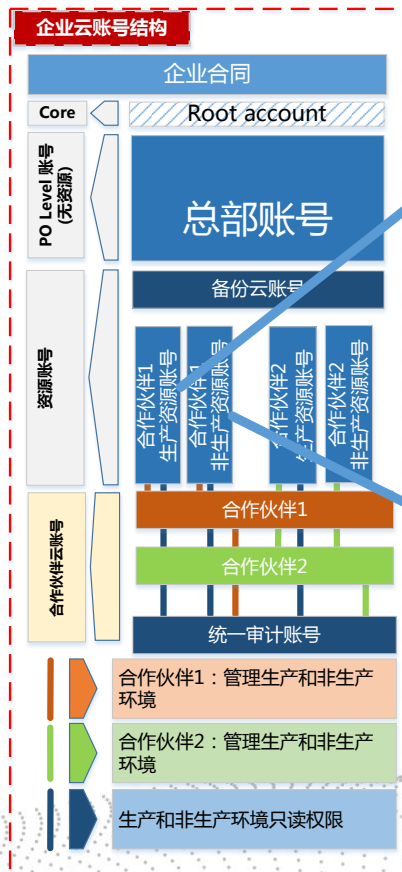 企业云账号结构
企业合同
Core
Root account
PO Level 账号
(无资源)
总部账号
备份云账号
资源账号
合作伙伴1
生产资源账号
合作伙伴1
非生产资源账号
合作伙伴2
生产资源账号
合作伙伴2
非生产资源账号
合作伙伴云账号
合作伙伴1
合作伙伴2
统一审计账号
合作伙伴1：管理生产和非生产
环境
合作伙伴2：管理生产和非生产
环境
生产和非生产环境只读权限